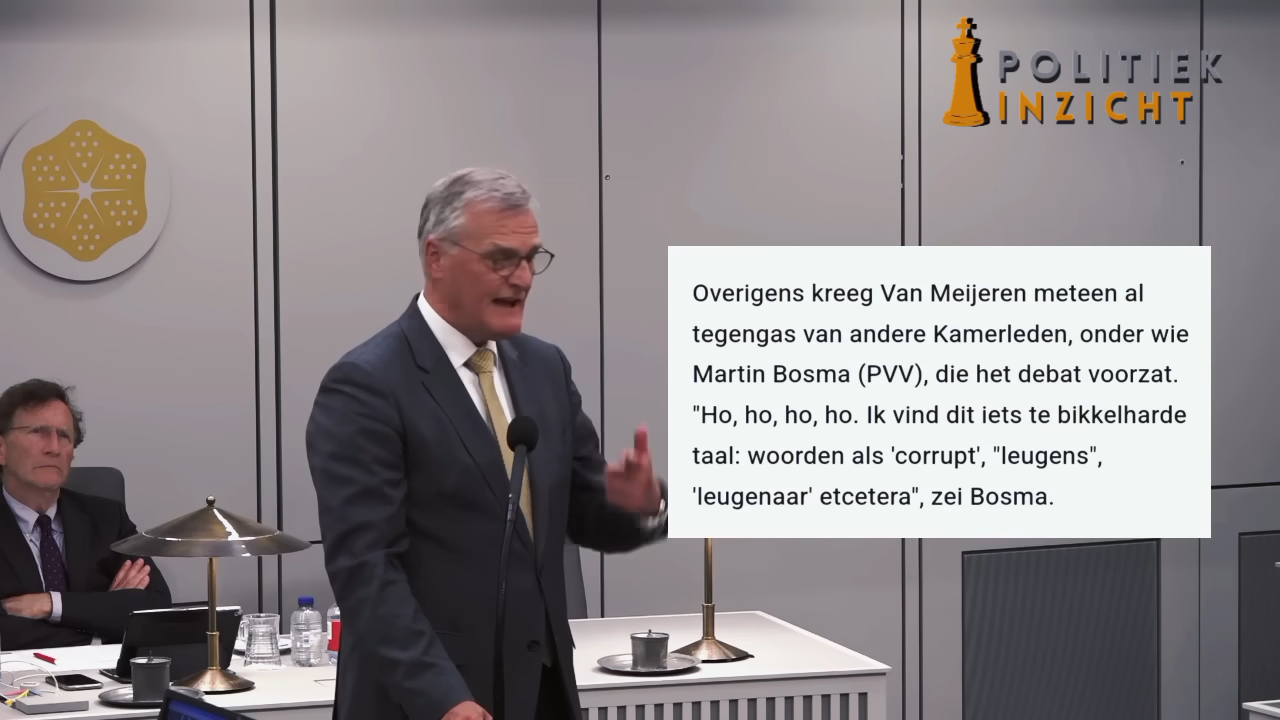 POLITIEK
INZICHT
Overigens kreeg Van Meijeren meteen al
tegengas van andere Kamerleden, onder wie
Martin Bosma (PVV), die het debat voorzat.
"Ho, ho, ho, ho. Ik vind dit iets te bikkelharde
taal: woorden als 'corrupt', "leugens",
'leugenaar' etcetera", zei Bosma.